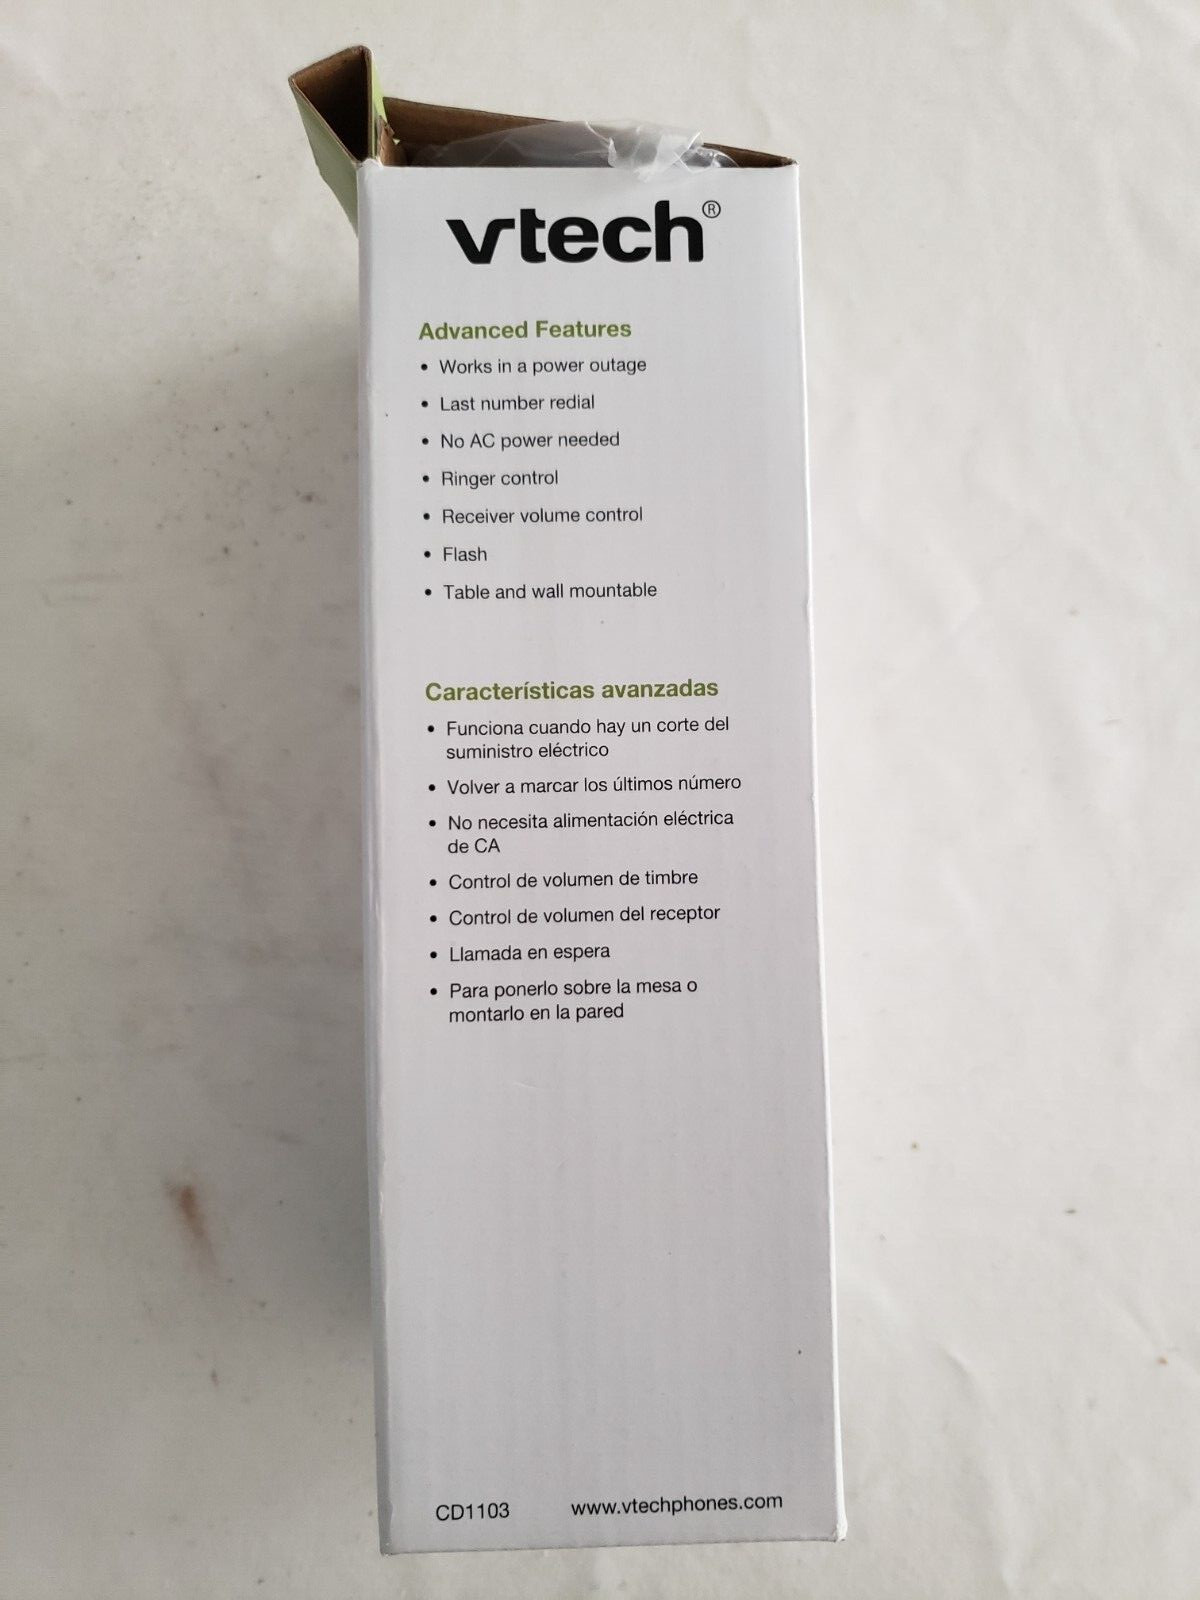 vtech®
Advanced Features
• Works in a power outage
• Last number redial
• No AC power needed
• Ringer control
• Receiver volume control
• Flash
• Table and wall mountable
Características avanzadas
• Funciona cuando hay un corte del
suministro eléctrico
• Volver a marcar los últimos número
• No necesita alimentación eléctrica
de CA
• Control de volumen de timbre
• Control de volumen del receptor
• Llamada en espera
• Para ponerlo sobre la mesa o
montarlo en la pared
CD1103 www.vtechphones.com